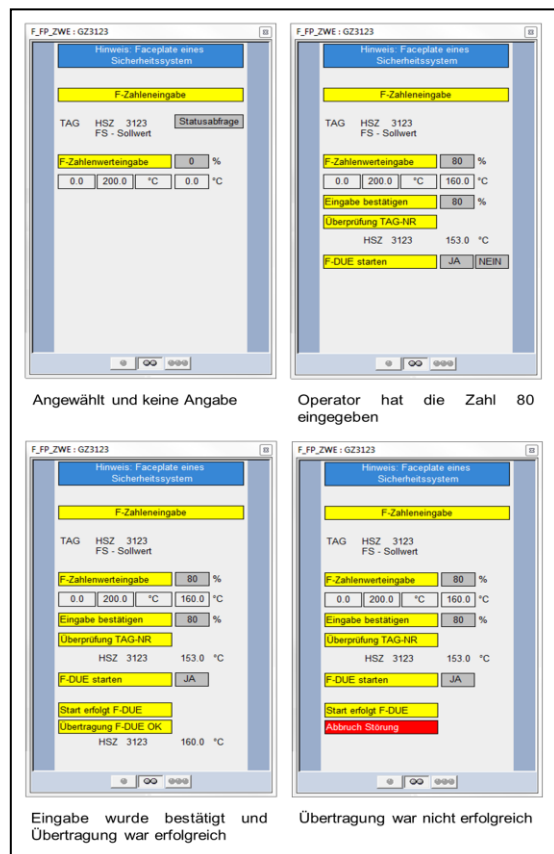 F_FP_ZWE : GZ3123
Hinweis: Faceplate eines
Sicherheitssystem
F-Zahleneingabe
TAG HSZ 3123 Statusabfrage
FS - Sollwert
F-Zahlenwerteingabe 0 %
0.0 200.0 °C 0.0 °C
Angewählt und keine Angabe
F_FP_ZWE : GZ3123
Hinweis: Faceplate eines
Sicherheitssystem
F-Zahleneingabe
TAG HSZ 3123
FS - Sollwert
F-Zahlenwerteingabe 80 %
0.0 200.0 °C 160.0 °C
Eingabe bestätigen 80 %
Überprüfung TAG-NR
HSZ 3123 153.0 °C
F-DUE starten JA NEIN
Operator hat die Zahl 80
eingegeben
F_FP_ZWE : GZ3123
Hinweis: Faceplate eines
Sicherheitssystem
F-Zahleneingabe
TAG HSZ 3123
FS - Sollwert
F-Zahlenwerteingabe 80 %
0.0 200.0 °C 160.0 °C
Eingabe bestätigen 80 %
Überprüfung TAG-NR
HSZ 3123 153.0 °C
F-DUE starten JA
Start erfolgt F-DUE
Übertragung F-DUE OK
HSZ 3123 160.0 °C
Eingabe wurde bestätigt und
Übertragung war erfolgreich
F_FP_ZWE : GZ3123
Hinweis: Faceplate eines
Sicherheitssystem
F-Zahleneingabe
TAG HSZ 3123
FS - Sollwert
F-Zahlenwerteingabe 80 %
0.0 200.0 °C 160.0 °C
Eingabe bestätigen 80 %
Überprüfung TAG-NR
HSZ 3123 153.0 °C
F-DUE starten JA
Start erfolgt F-DUE
Abbruch Störung
Übertragung war nicht erfolgreich